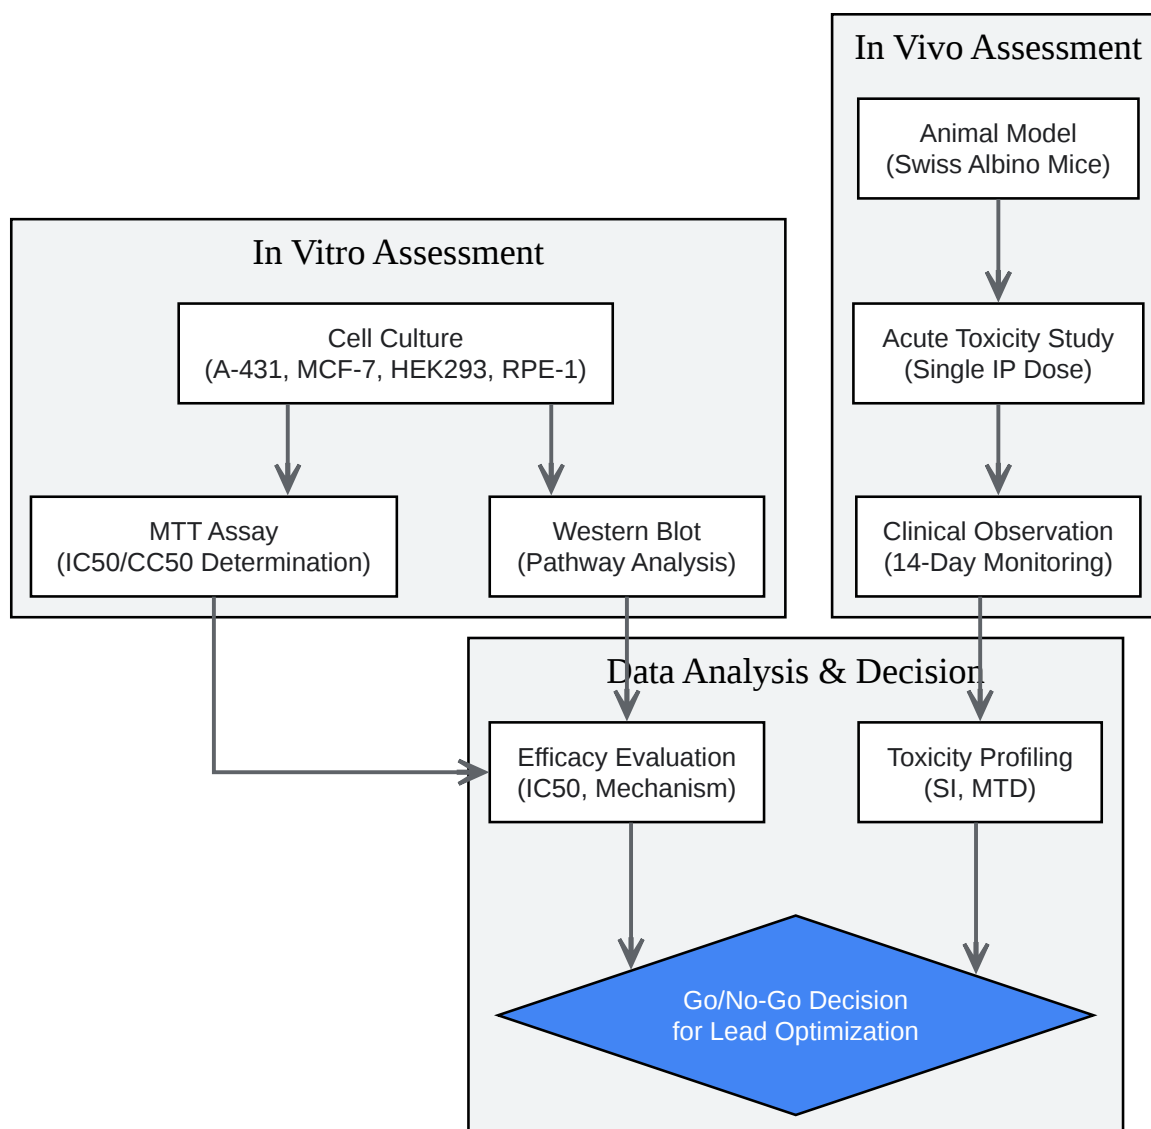 In Vivo Assessment
Animal Model
(Swiss Albino Mice)
Acute Toxicity Study
(Single IP Dose)
Clinical Observation
(14-Day Monitoring)
In Vitro Assessment
Cell Culture
(A-431, MCF-7, HEK293, RPE-1)
MTT Assay
(IC50/CC50 Determination)
Western Blot
(Pathway Analysis)
Data Analysis & Decision
Efficacy Evaluation
(IC50, Mechanism)
Toxicity Profiling
(SI, MTD)
Go/No-Go Decision
for Lead Optimization